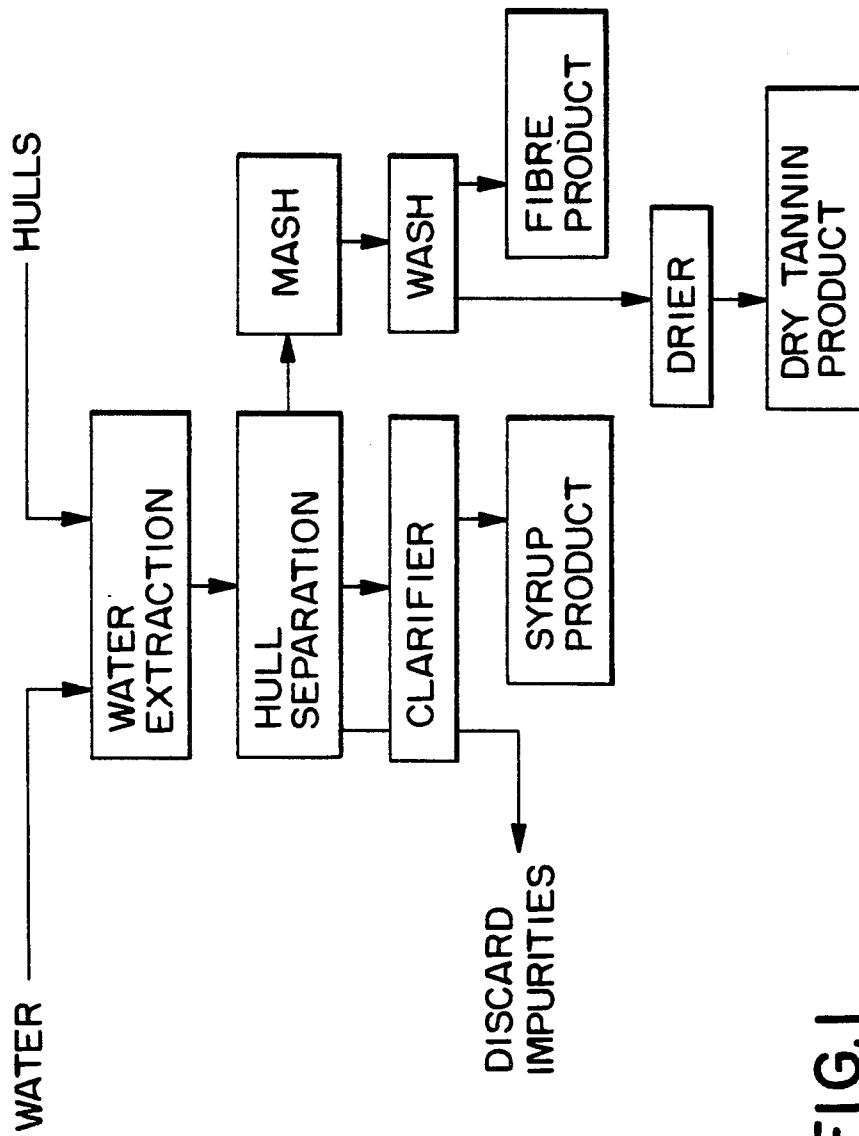 WATER
HULLS
WATER
EXTRACTION
HULL
SEPARATION
MASH
CLARIFIER
WASH
DISCARD
IMPURITIES
SYRUP
PRODUCT
FIBRE
PRODUCT
DRIER
DRY TANNIN
PRODUCT
FIG.1